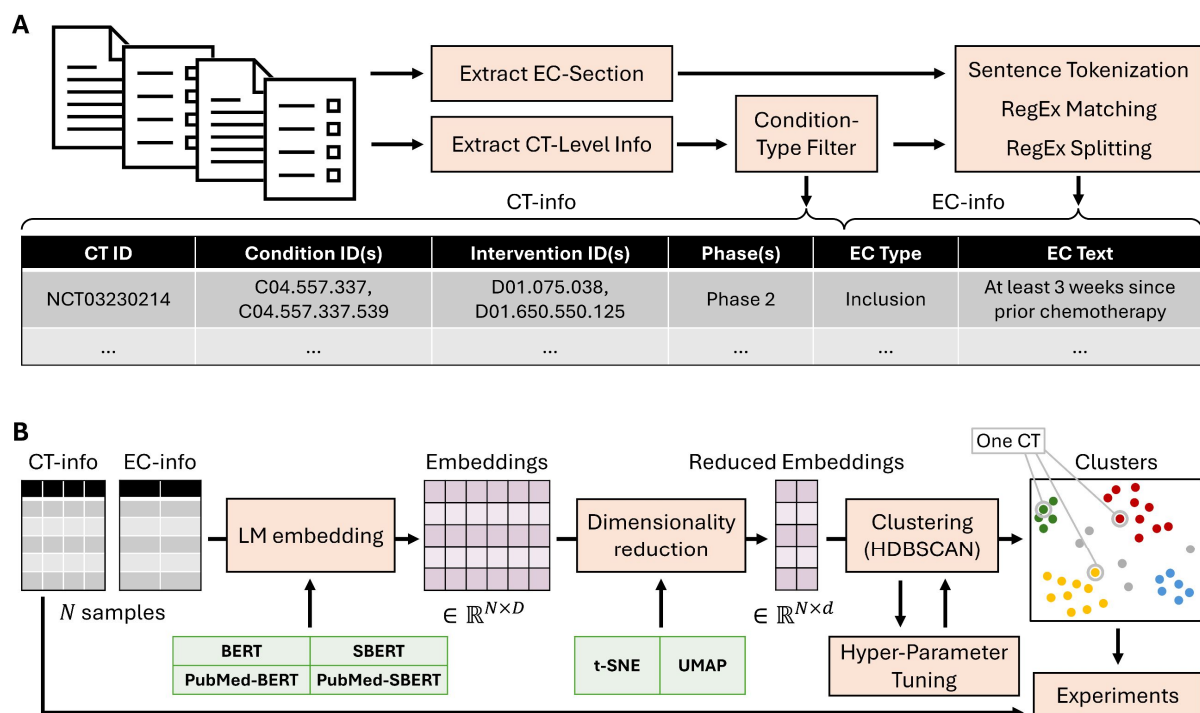 A
Extract EC-Section
Extract CT-Level Info
Condition-
Type Filter
Sentence Tokenization
RegEx Matching
RegEx Splitting
CT-info
EC-info
CT ID
Condition ID(s)
Intervention ID(s)
Phase(s)
EC Type
EC Text
NCT03230214
C04.557.337,
C04.557.337.539
D01.075.038,
D01.650.550.125
Phase 2
Inclusion
At least 3 weeks since
prior chemotherapy
...
...
...
...
...
...
B
CT-info
EC-info
Embeddings
Reduced Embeddings
One CT
Clusters
LM embedding
Dimensionality
reduction
Clustering
(HDBSCAN)
N samples
∈ ℝ^{N×D}
∈ ℝ^{N×d}
BERT
SBERT
PubMed-BERT
PubMed-SBERT
t-SNE
UMAP
Hyper-Parameter
Tuning
Experiments